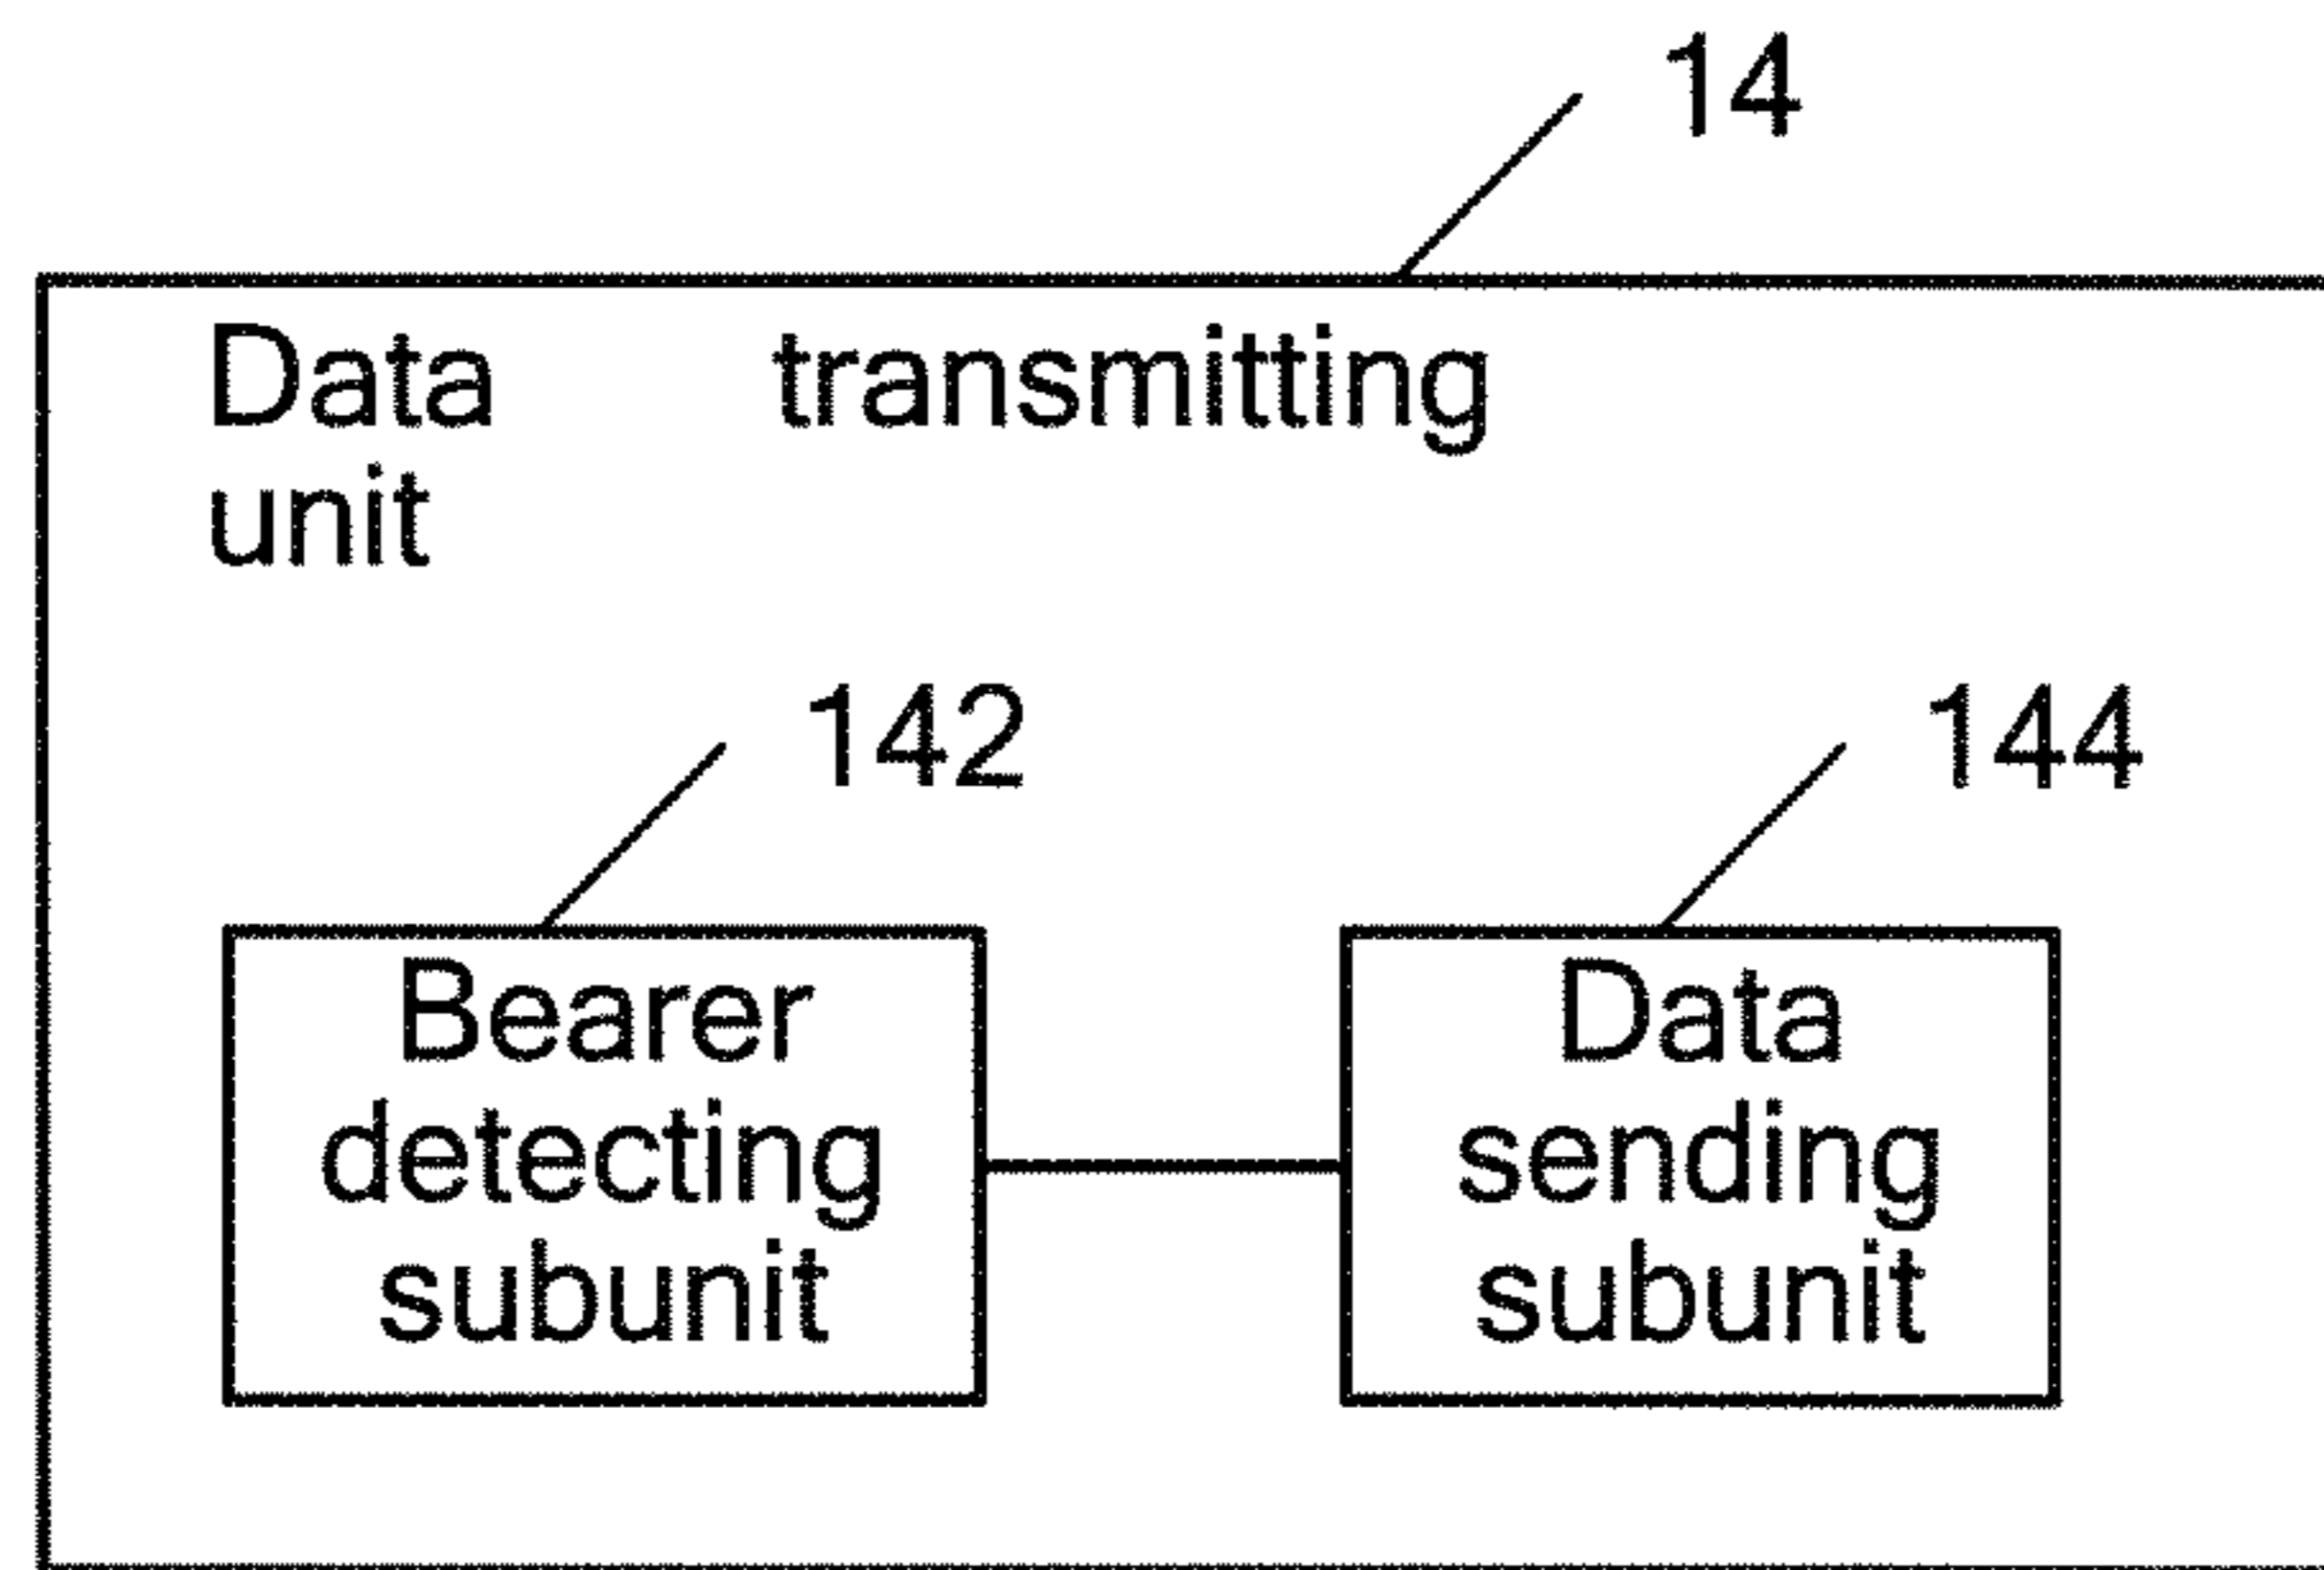 14
Data transmitting
unit
142
144
Bearer
detecting
subunit
Data
sending
subunit